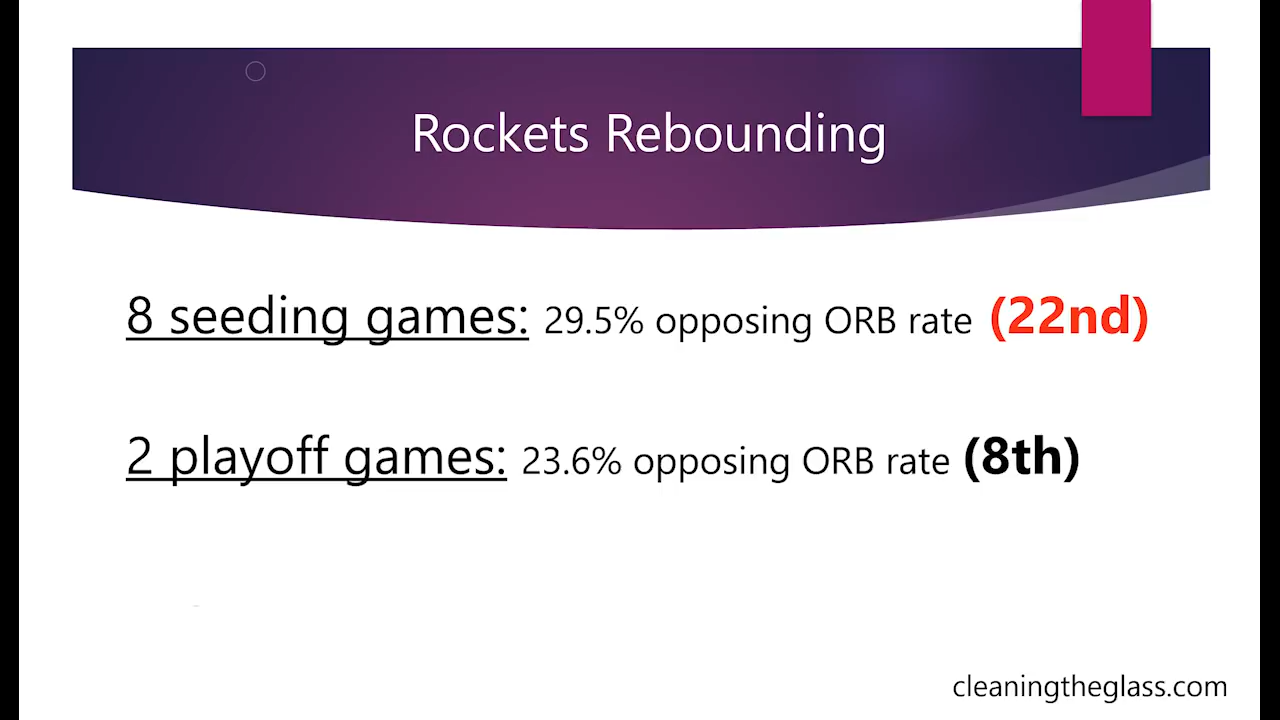 Rockets Rebounding
8 seeding games: 29.5% opposing ORB rate (22nd)
2 playoff games: 23.6% opposing ORB rate (8th)
cleaningtheglass.com